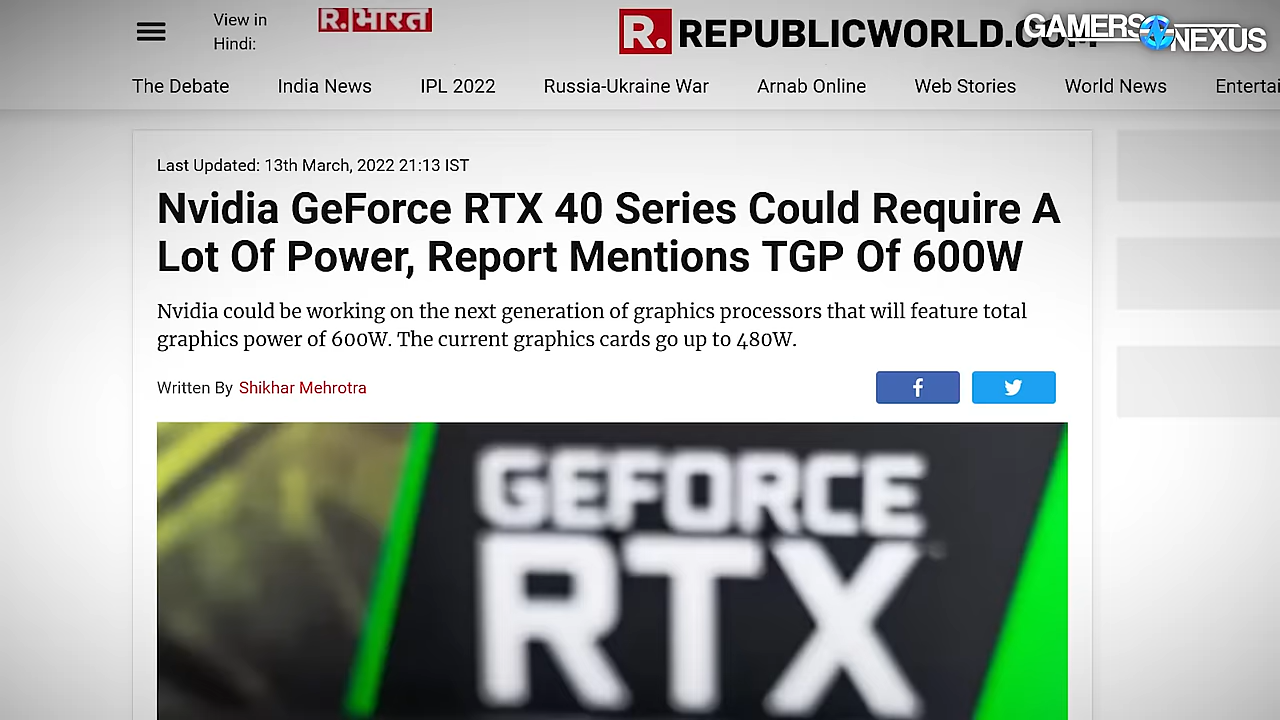 View in
Hindi:
R.भारत
R. REPUBLICWORLD.COM
GAMERS NEXUS
The Debate India News IPL 2022 Russia-Ukraine War Arnab Online Web Stories World News Enterta
Last Updated: 13th March, 2022 21:13 IST
Nvidia GeForce RTX 40 Series Could Require A
Lot Of Power, Report Mentions TGP Of 600W
Nvidia could be working on the next generation of graphics processors that will feature total
graphics power of 600W. The current graphics cards go up to 480W.
Written By Shikhar Mehrotra
GEFORCE
RTX